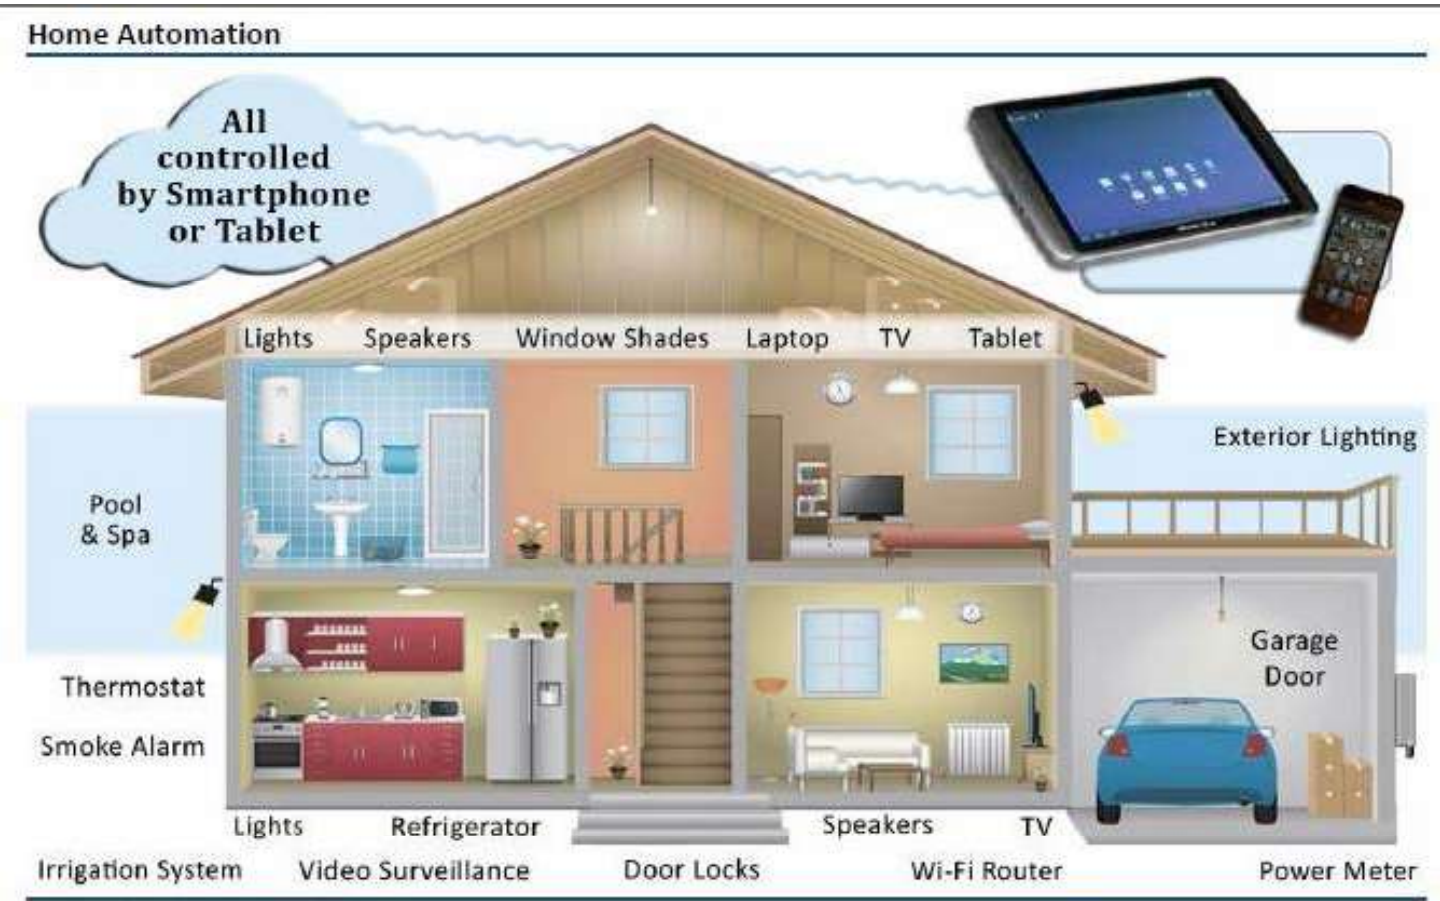 Home Automation
All
controlled
by Smartphone
or Tablet
Lights Speakers Window Shades Laptop TV Tablet
Exterior Lighting
Pool
& Spa
Garage
Door
Thermostat
Smoke Alarm
Lights Refrigerator Speakers TV
Irrigation System Video Surveillance Door Locks Wi-Fi Router Power Meter